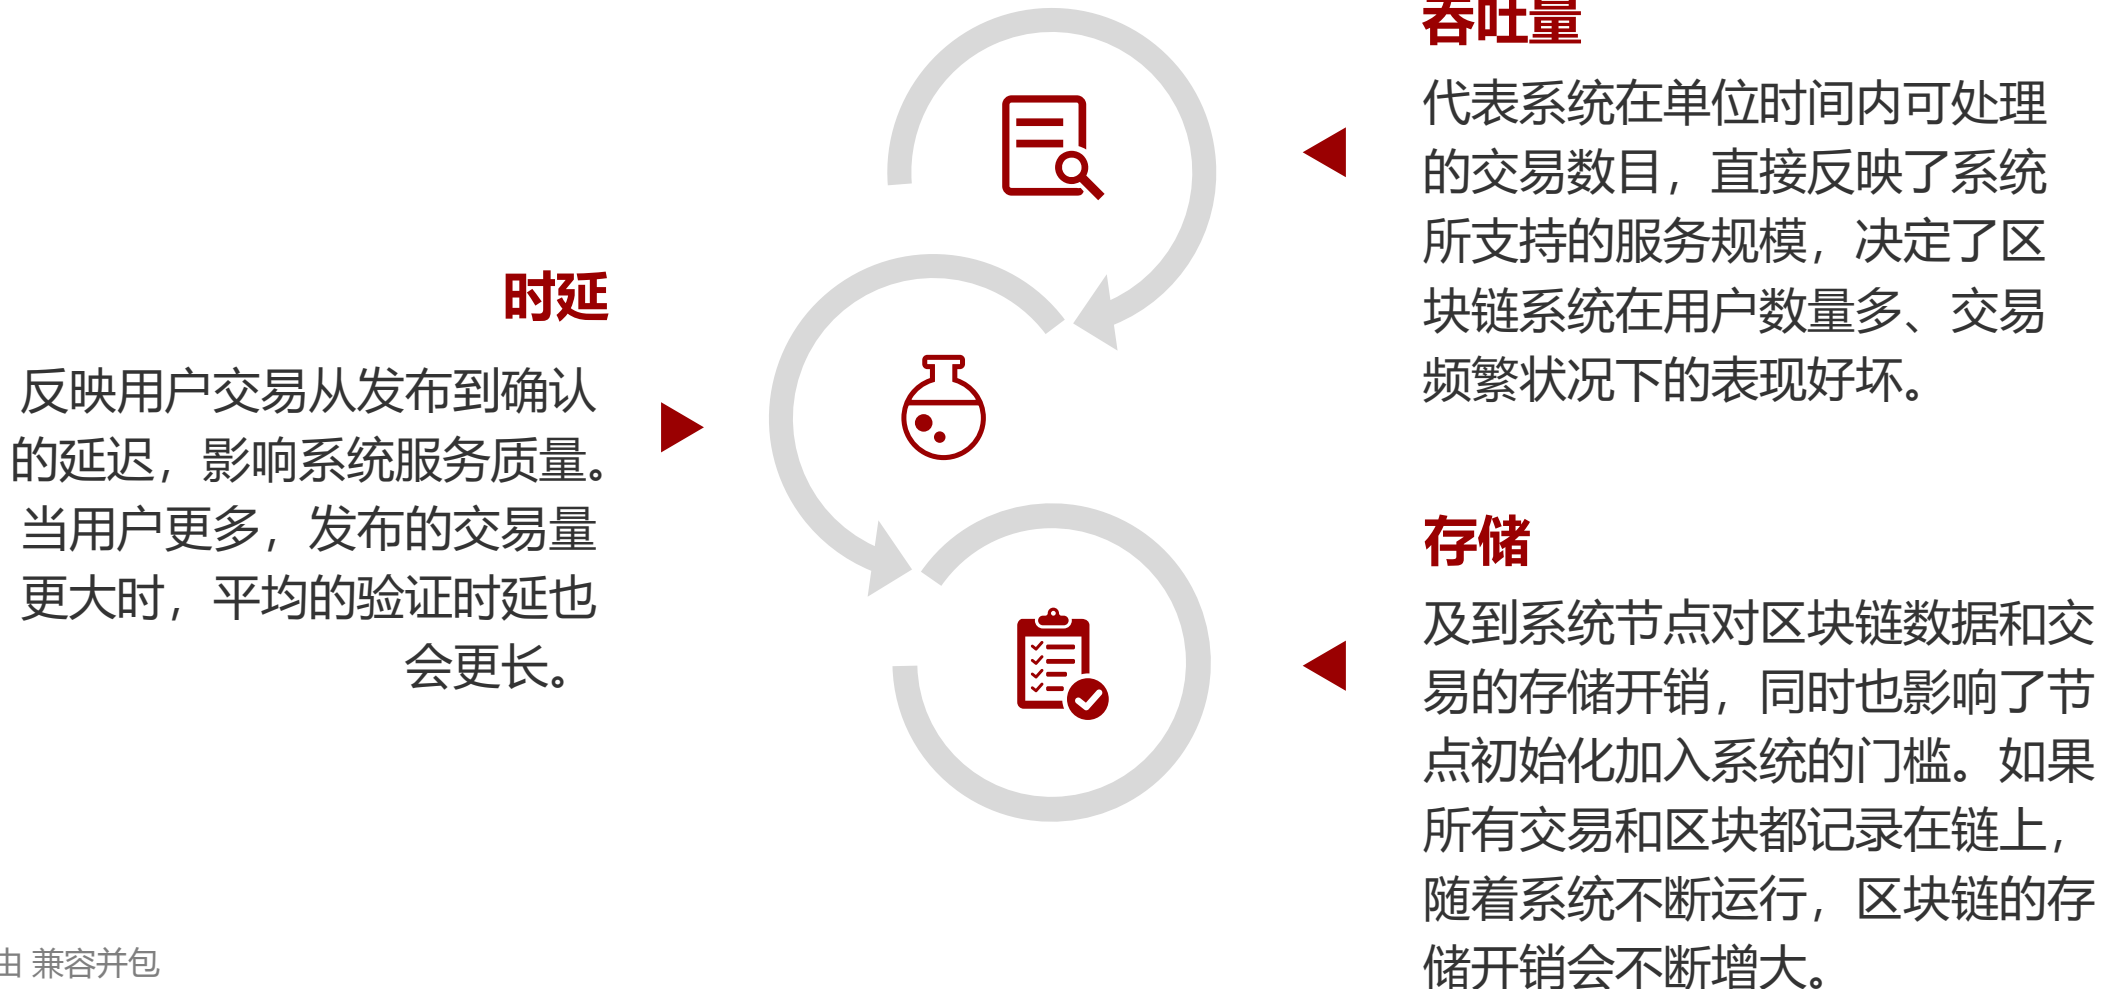 吞吐量
代表系统在单位时间内可处理
的交易数目，直接反映了系统
所支持的服务规模，决定了区
块链系统在用户数量多、交易
频繁状况下的表现好坏。
时延
反映用户交易从发布到确认
的延迟，影响系统服务质量。
当用户更多，发布的交易量
更大时，平均的验证时延也
会更长。
存储
及到系统节点对区块链数据和交
易的存储开销，同时也影响了节
点初始化加入系统的门槛。如果
所有交易和区块都记录在链上，
随着系统不断运行，区块链的存
储开销会不断增大。
由 兼容并包